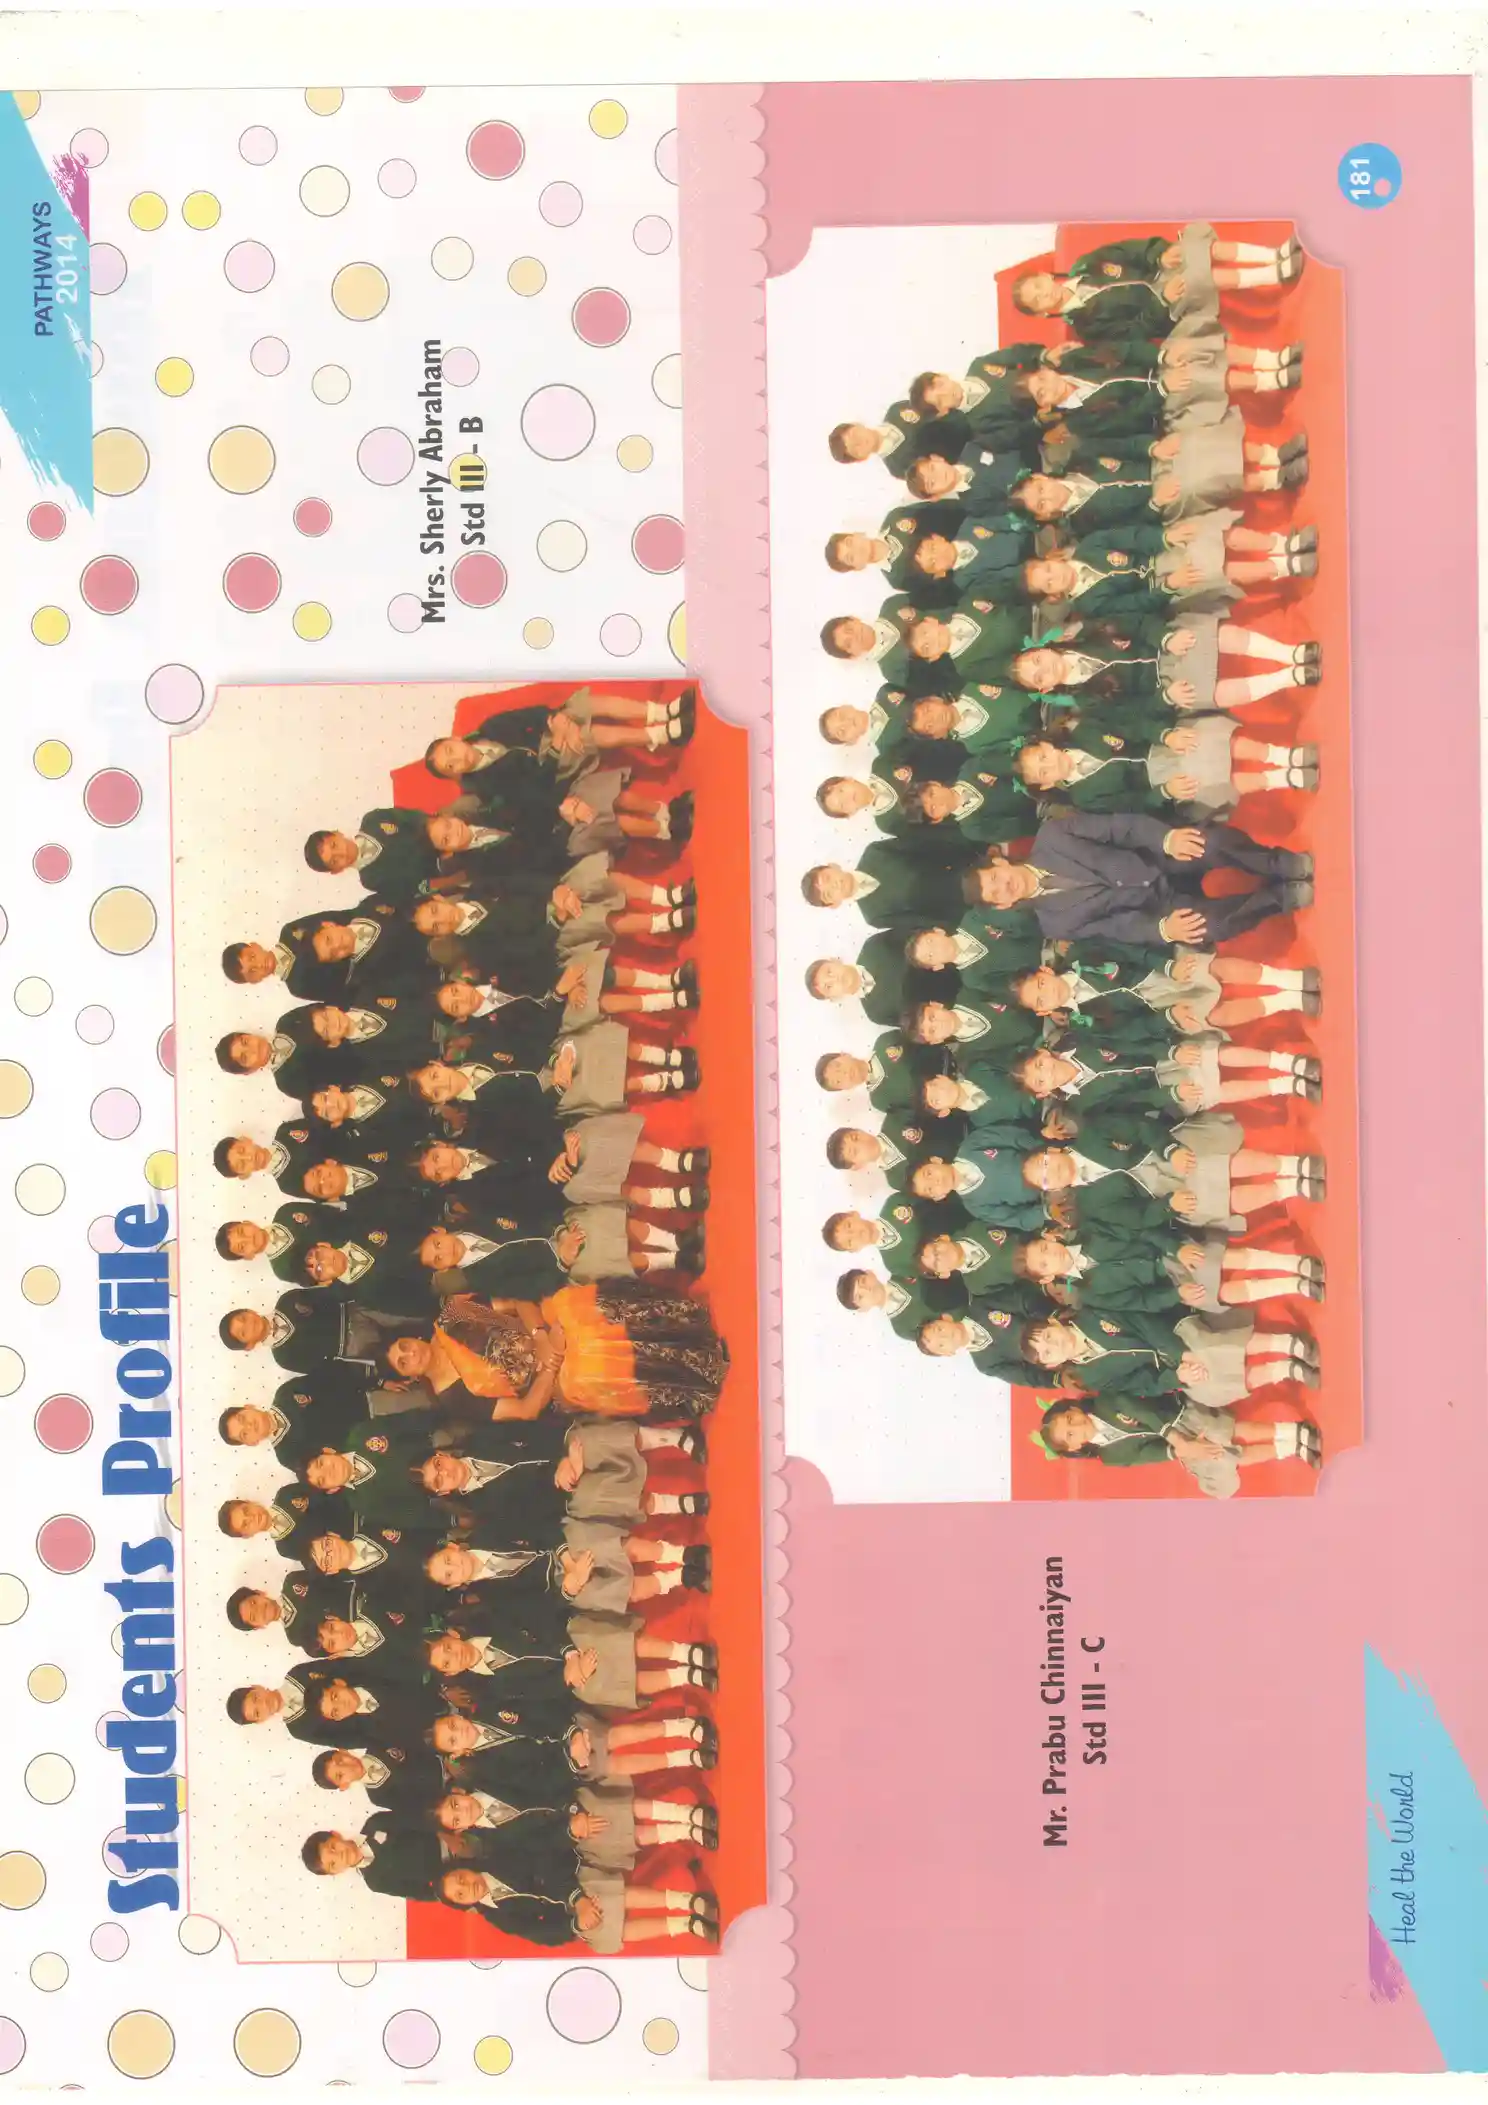 PATHWAYS
2014
Students Profile
Mrs. Sherly Abraham
Std III - B
Mr. Prabu Chinnaiyan
Std III - C
Heal the World
181